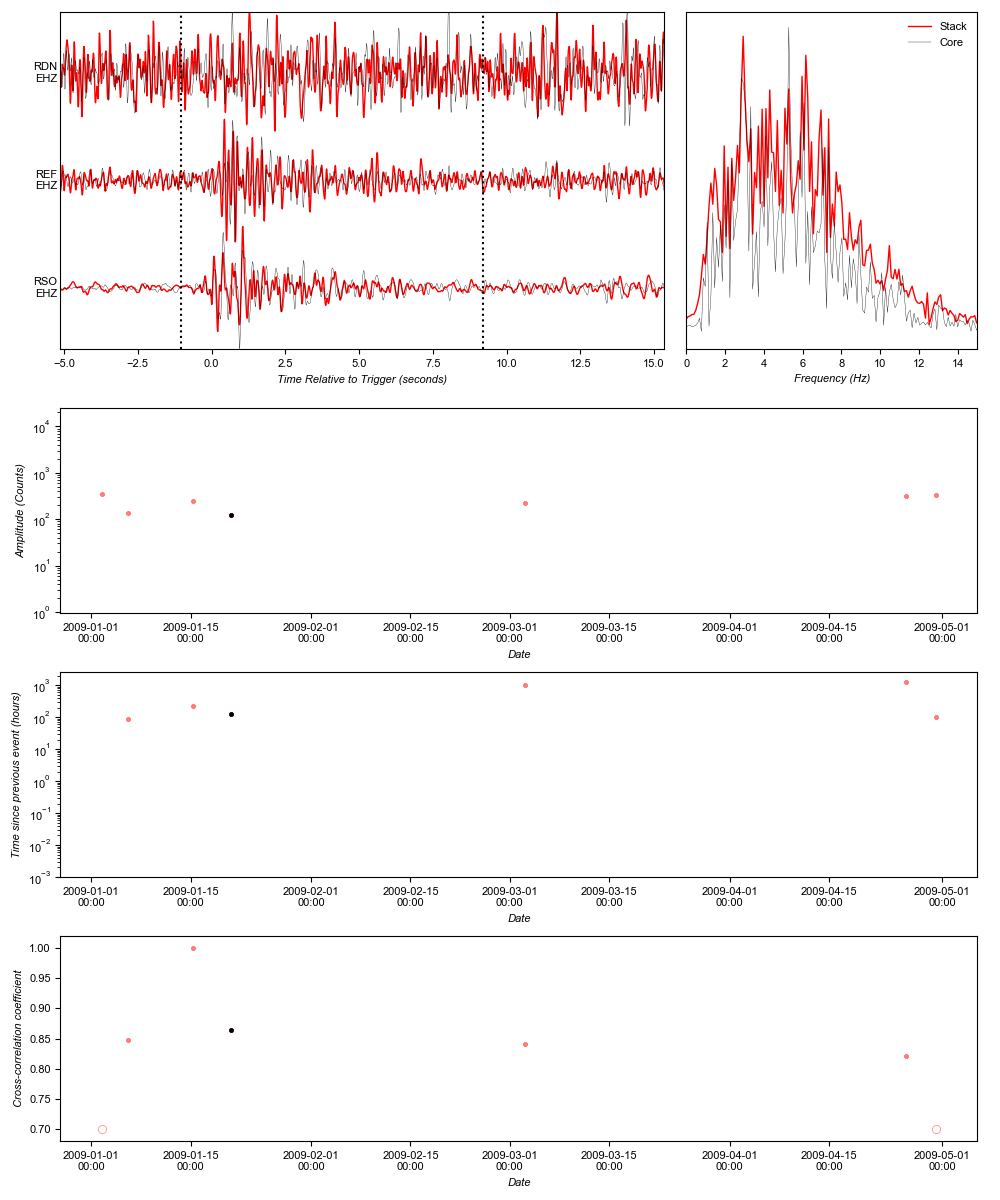 RDN
EHZ
REF
EHZ
RSO
EHZ
−5.0 −2.5 0.0 2.5 5.0 7.5 10.0 12.5 15.0
Time Relative to Trigger (seconds)
Stack
Core
0 2 4 6 8 10 12 14
Frequency (Hz)
Amplitude (Counts)
10⁴
10³
10²
10¹
10⁰
2009-01-01 2009-01-15 2009-02-01 2009-02-15 2009-03-01 2009-03-15 2009-04-01 2009-04-15 2009-05-01
00:00 00:00 00:00 00:00 00:00 00:00 00:00 00:00 00:00
Date
Time since previous event (hours)
10³
10²
10¹
10⁰
10⁻¹
10⁻²
10⁻³
2009-01-01 2009-01-15 2009-02-01 2009-02-15 2009-03-01 2009-03-15 2009-04-01 2009-04-15 2009-05-01
00:00 00:00 00:00 00:00 00:00 00:00 00:00 00:00 00:00
Date
Cross-correlation coefficient
1.00
0.95
0.90
0.85
0.80
0.75
0.70
2009-01-01 2009-01-15 2009-02-01 2009-02-15 2009-03-01 2009-03-15 2009-04-01 2009-04-15 2009-05-01
00:00 00:00 00:00 00:00 00:00 00:00 00:00 00:00 00:00
Date